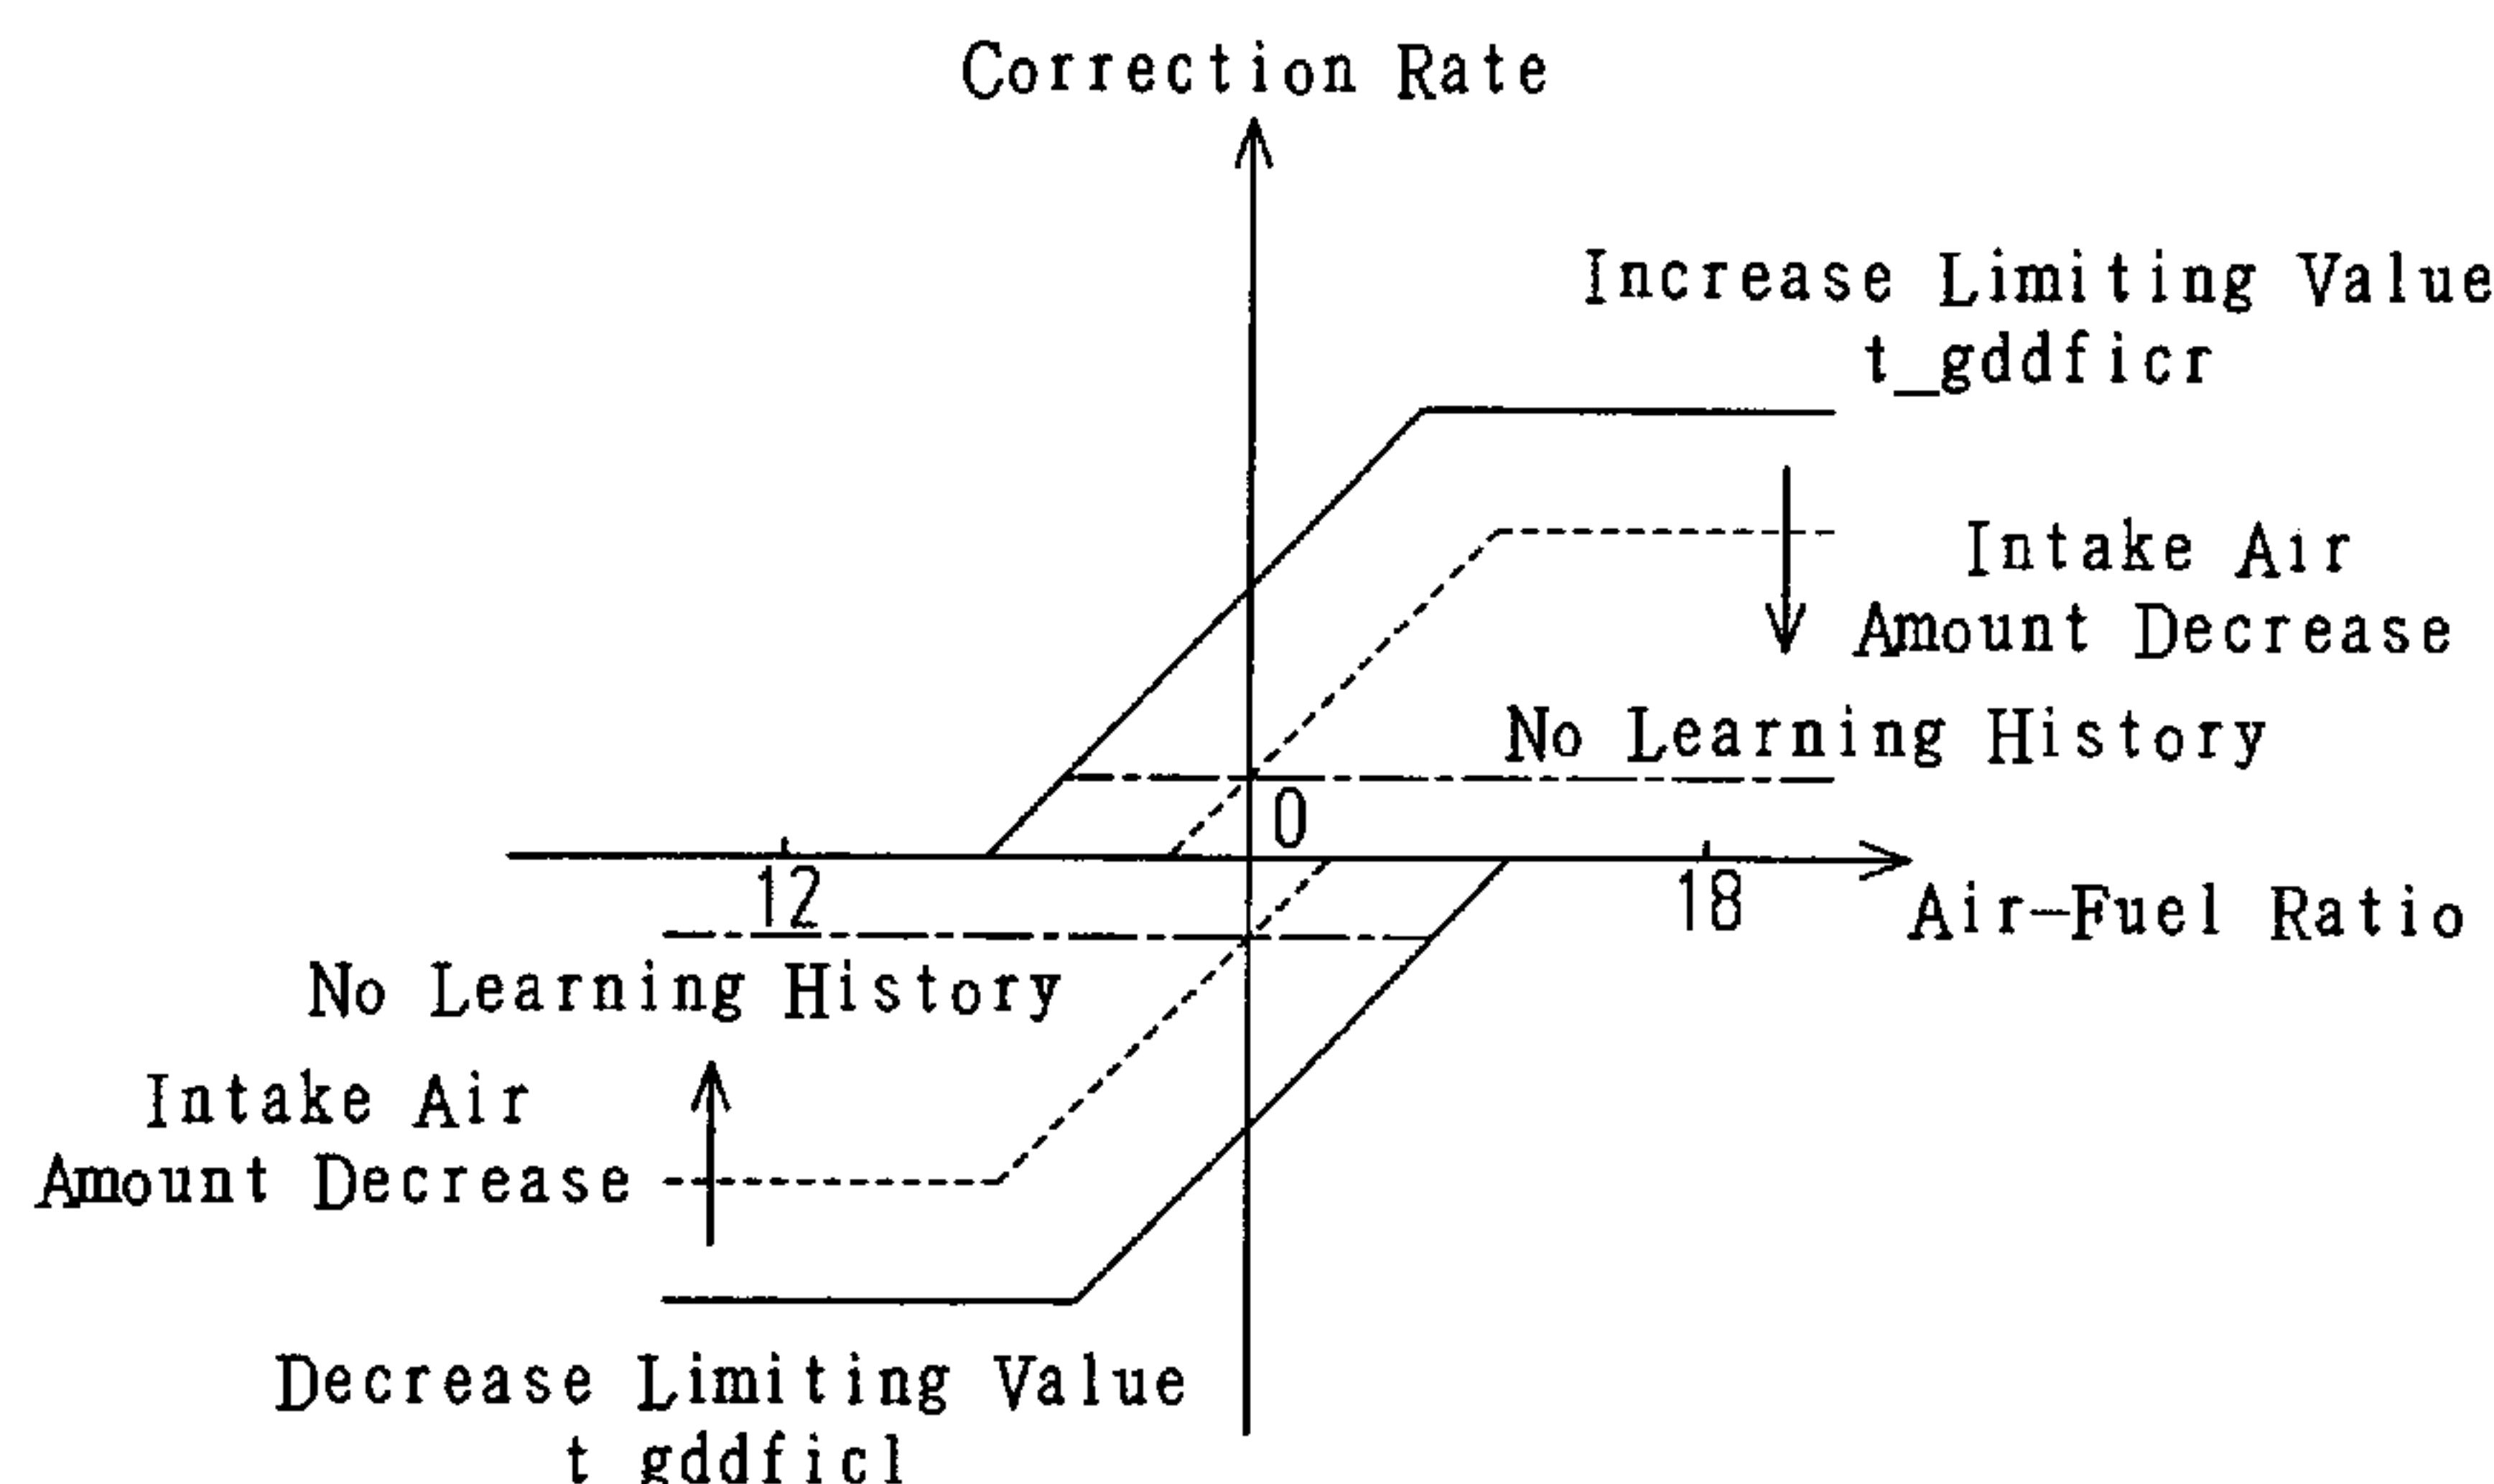 Correction Rate
Increase Limiting Value
t_gddficr
Intake Air
Amount Decrease
No Learning History
0
12
18
Air-Fuel Ratio
No Learning History
Intake Air
Amount Decrease
Decrease Limiting Value
t gddficl